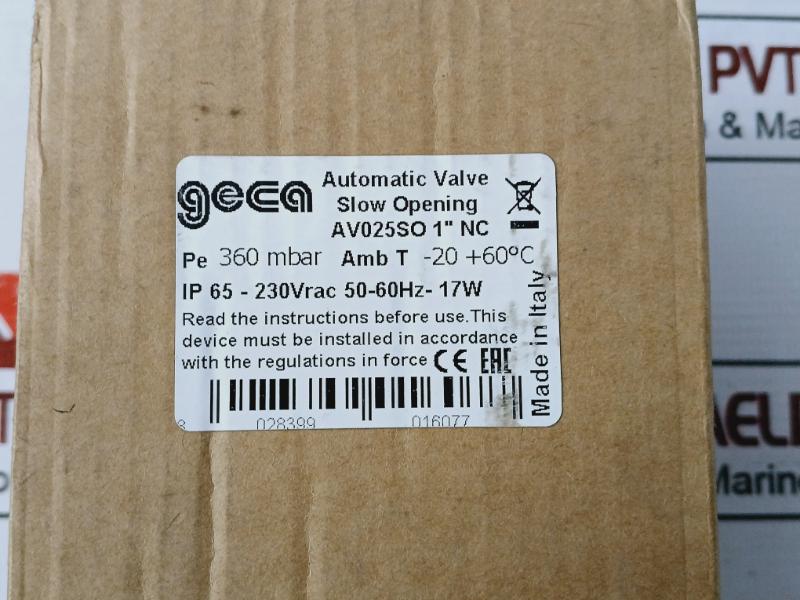 geca
Automatic Valve
Slow Opening
AV025SO 1" NC
Pe 360 mbar Amb T -20 +60°C
IP 65 - 230Vrac 50-60Hz- 17W
Read the instructions before use.This
device must be installed in accordance
with the regulations in force CE EAC
Made in Italy
8 028399 016077
PVT
& Ma
AEL
Marin